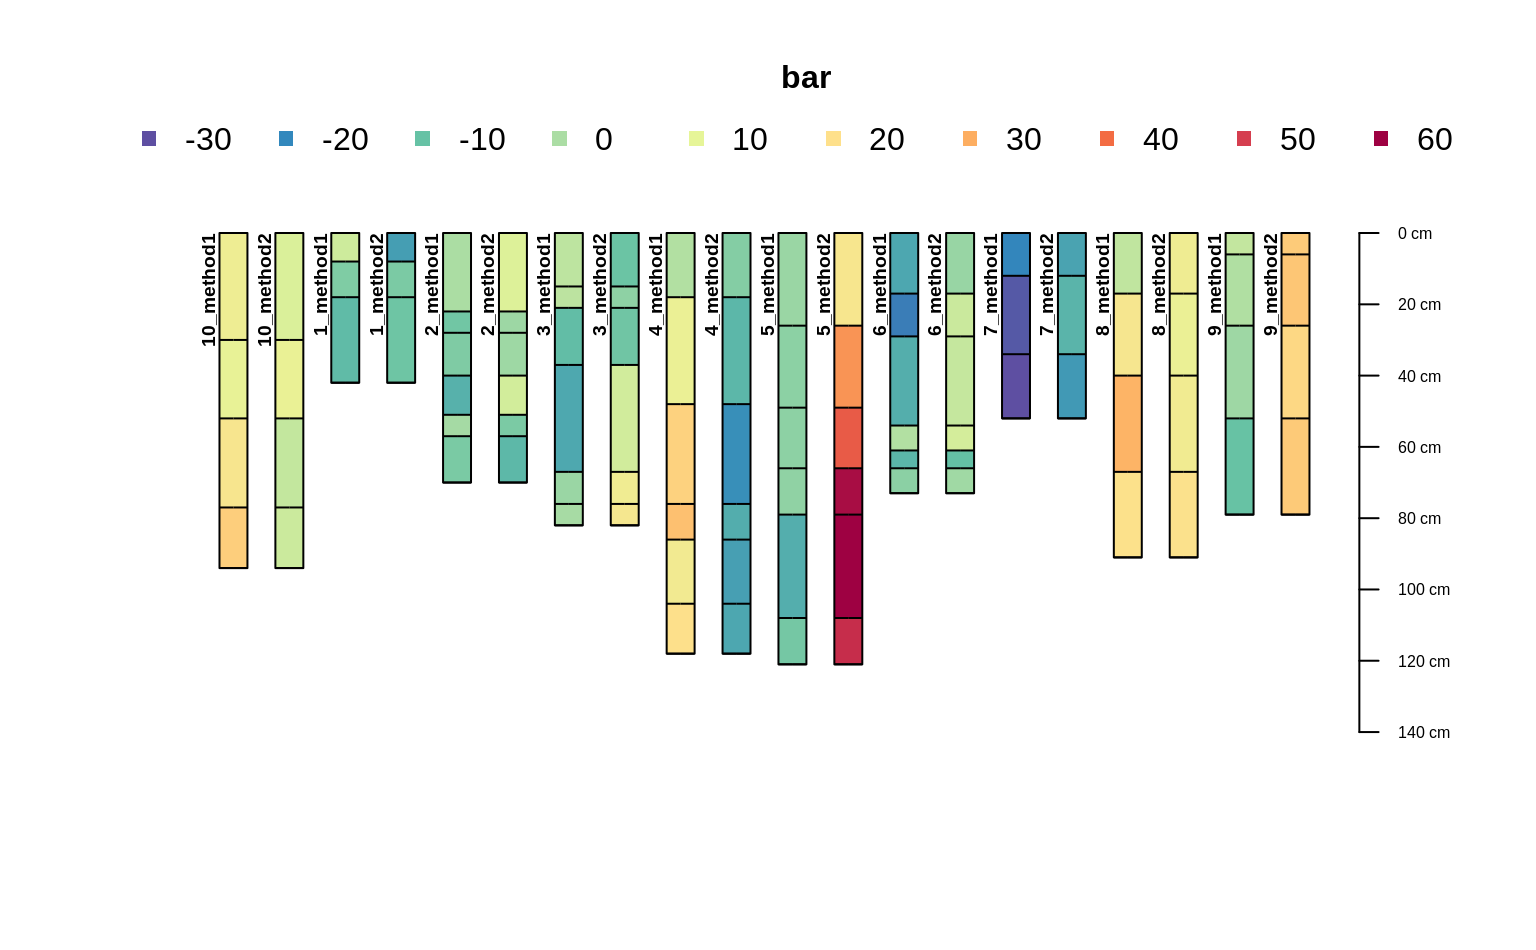 bar
-30 -20 -10 0 10 20 30 40 50 60
10_method1
10_method2
1_method1
1_method2
2_method1
2_method2
3_method1
3_method2
4_method1
4_method2
5_method1
5_method2
6_method1
6_method2
7_method1
7_method2
8_method1
8_method2
9_method1
9_method2
0 cm
20 cm
40 cm
60 cm
80 cm
100 cm
120 cm
140 cm